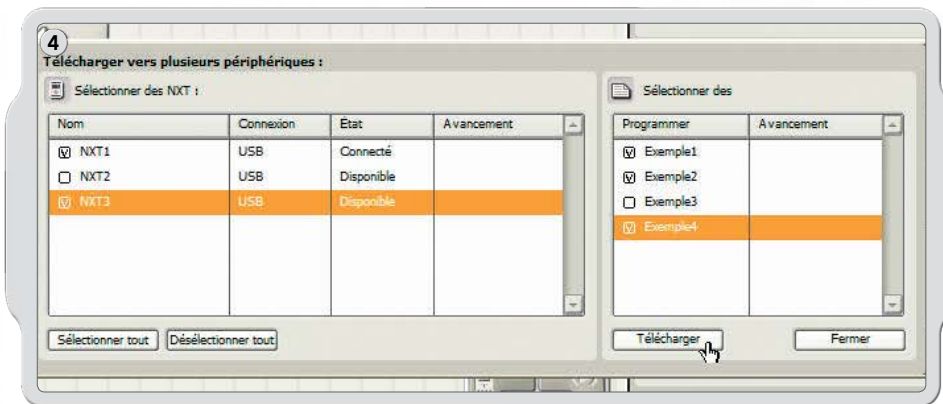 4
Télécharger vers plusieurs périphériques :
Sélectionner des NXT :
Nom Connexion État Avancement
NXT1 USB Connecté
NXT2 USB Disponible
NXT3 USB Disponible
Sélectionner tout Désélectionner tout
Sélectionner des
Programmer Avancement
Exemple1
Exemple2
Exemple3
Exemple4
Télécharger Fermer